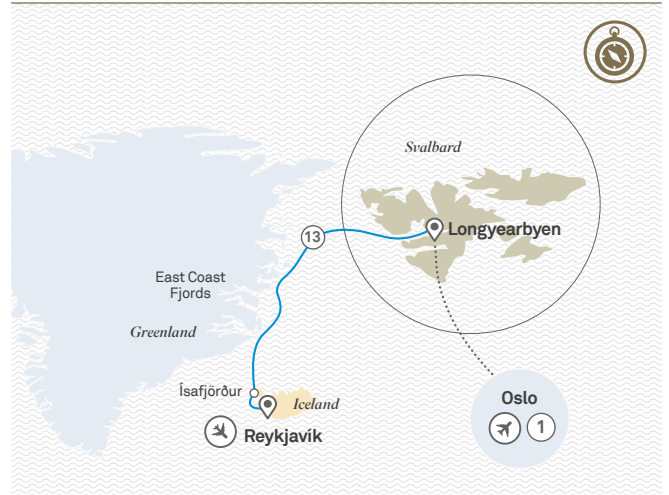 Svalbard
Longyearbyen
13
East Coast
Fjords
Greenland
Ísafjörður
Iceland
Reykjavík
Oslo
1